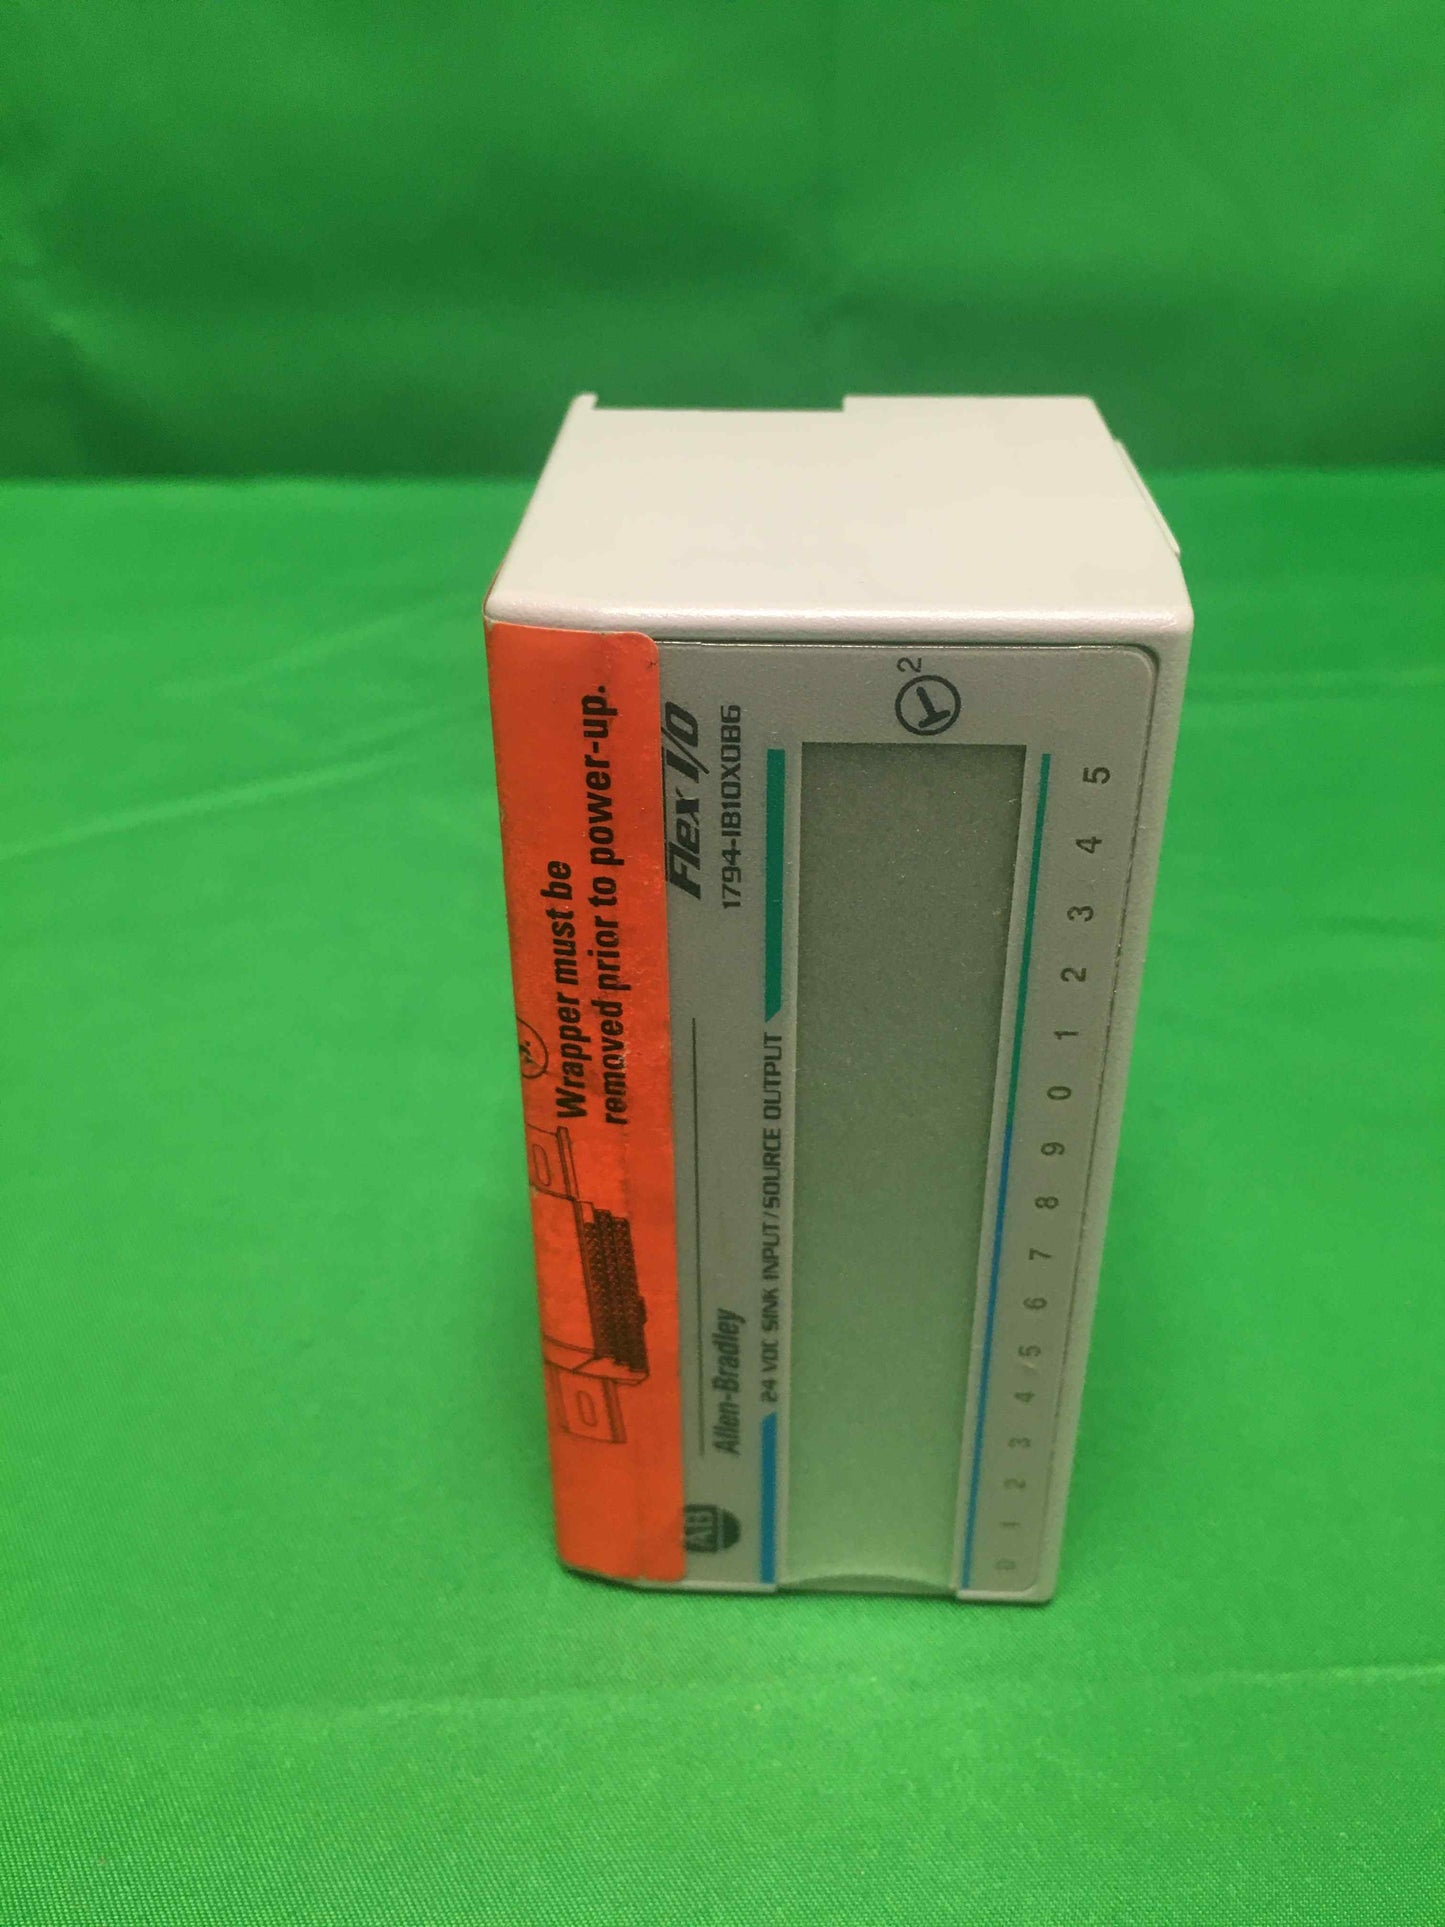 Wrapper must be
removed prior to power-up.
Flex I/O
1794-IB10XOB6
Allen-Bradley
AB
24 VDC SINK INPUT/SOURCE OUTPUT
2
0 1 2 3 4 5 6 7 8 9 0 1 2 3 4 5